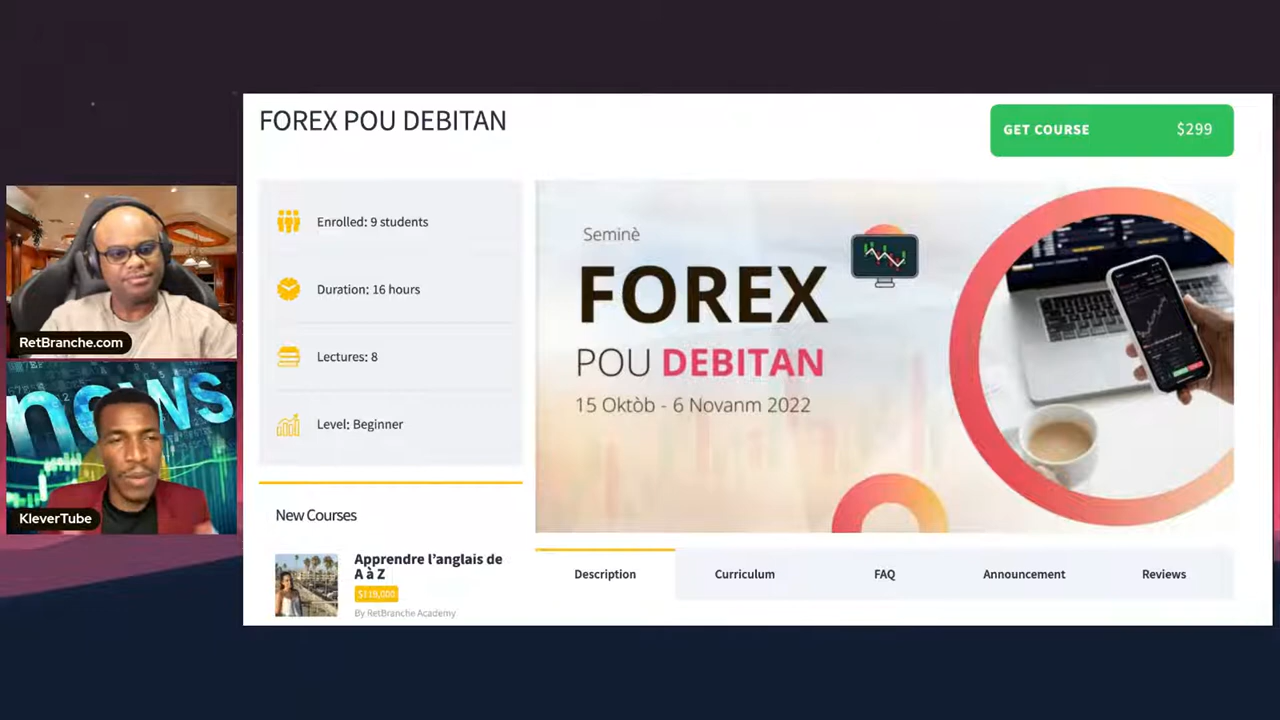 FOREX POU DEBITAN
GET COURSE $299
Enrolled: 9 students
Duration: 16 hours
Lectures: 8
Level: Beginner
Seminè
FOREX
POU DEBITAN
15 Oktòb - 6 Novanm 2022
RetBranche.com
news
KleverTube
New Courses
Apprendre l'anglais de
A à Z
By RetBranche Academy
Description Curriculum FAQ Announcement Reviews